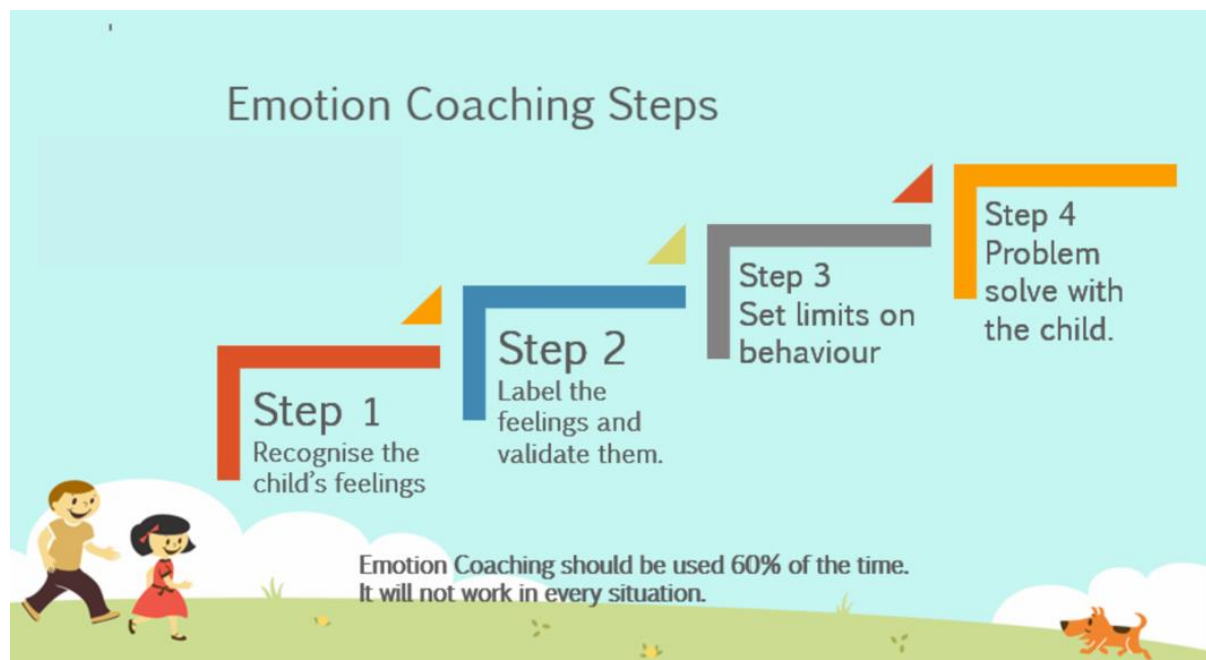 Emotion Coaching Steps
Step 1
Recognise the
child's feelings
Step 2
Label the
feelings and
validate them.
Step 3
Set limits on
behaviour
Step 4
Problem
solve with
the child.
Emotion Coaching should be used 60% of the time.
It will not work in every situation.